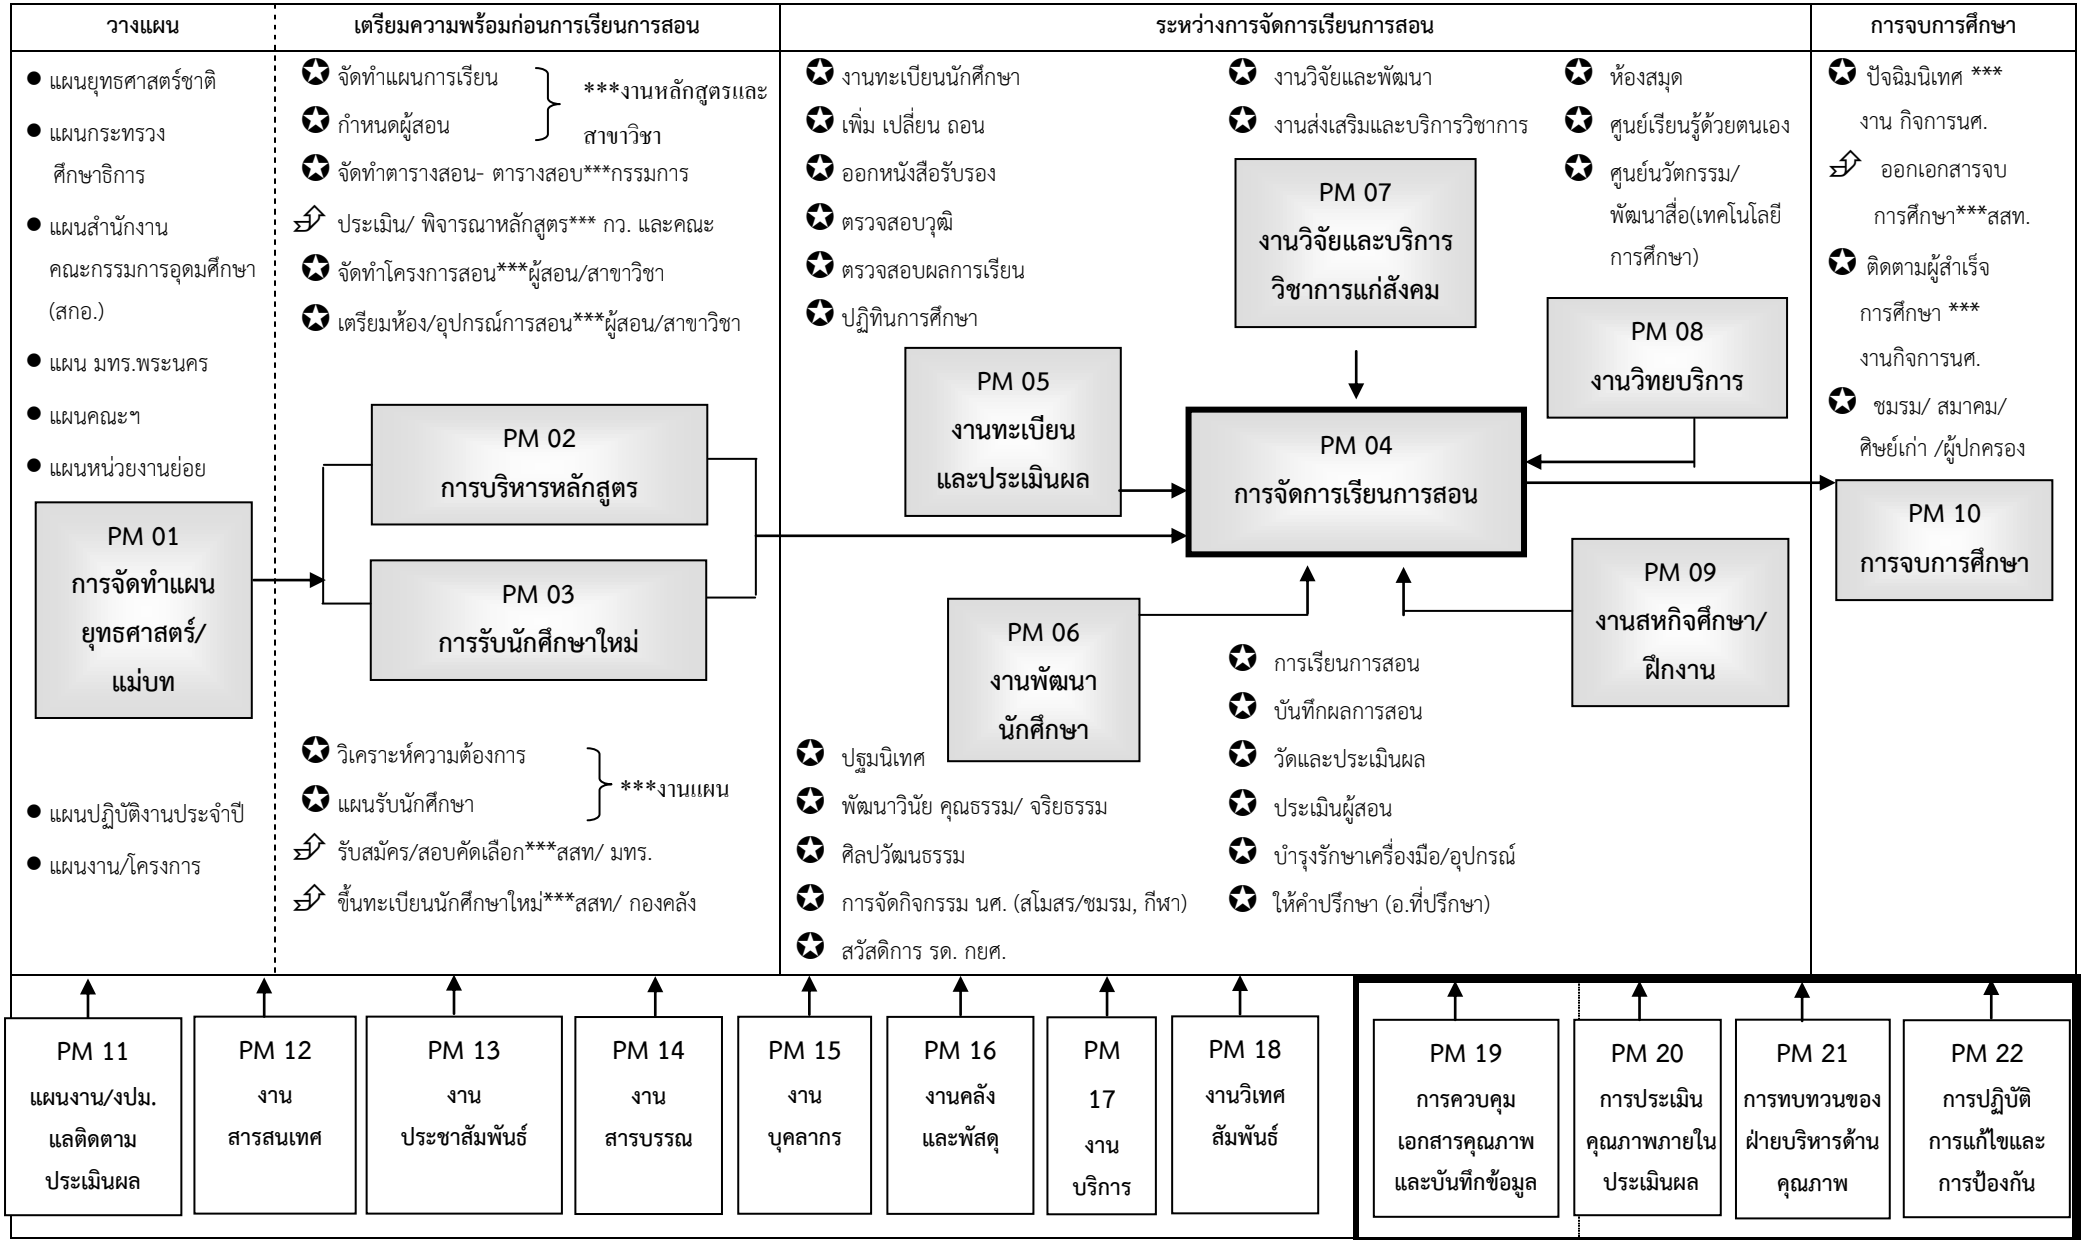 วางแผน
เตรียมความพร้อมก่อนการเรียนการสอน
ระหว่างการจัดการเรียนการสอน
การจบการศึกษา
● แผนยุทธศาสตร์ชาติ
● แผนกระทรวง
ศึกษาธิการ
● แผนสำนักงาน
คณะกรรมการอุดมศึกษา
(สกอ.)
● แผน มทร.พระนคร
● แผนคณะฯ
● แผนหน่วยงานย่อย
PM 01
การจัดทำแผน
ยุทธศาสตร์/
แม่บท
● แผนปฏิบัติงานประจำปี
● แผนงาน/โครงการ
จัดทำแผนการเรียน
กำหนดผู้สอน
***งานหลักสูตรและ
สาขาวิชา
จัดทำตารางสอน- ตารางสอบ***กรรมการ
ประเมิน/ พิจารณาหลักสูตร*** กว. และคณะ
จัดทำโครงการสอน***ผู้สอน/สาขาวิชา
เตรียมห้อง/อุปกรณ์การสอน***ผู้สอน/สาขาวิชา
PM 02
การบริหารหลักสูตร
PM 03
การรับนักศึกษาใหม่
วิเคราะห์ความต้องการ
แผนรับนักศึกษา
***งานแผน
รับสมัคร/สอบคัดเลือก***สสท/ มทร.
ขึ้นทะเบียนนักศึกษาใหม่***สสท/ กองคลัง
งานทะเบียนนักศึกษา
เพิ่ม เปลี่ยน ถอน
ออกหนังสือรับรอง
ตรวจสอบวุฒิ
ตรวจสอบผลการเรียน
ปฏิทินการศึกษา
PM 05
งานทะเบียน
และประเมินผล
งานวิจัยและพัฒนา
งานส่งเสริมและบริการวิชาการ
PM 07
งานวิจัยและบริการ
วิชาการแก่สังคม
ห้องสมุด
ศูนย์เรียนรู้ด้วยตนเอง
ศูนย์นวัตกรรม/
พัฒนาสื่อ(เทคโนโลยี
การศึกษา)
PM 08
งานวิทยบริการ
PM 04
การจัดการเรียนการสอน
PM 06
งานพัฒนา
นักศึกษา
PM 09
งานสหกิจศึกษา/
ฝึกงาน
ปฐมนิเทศ
พัฒนาวินัย คุณธรรม/ จริยธรรม
ศิลปวัฒนธรรม
การจัดกิจกรรม นศ. (สโมสร/ชมรม, กีฬา)
สวัสดิการ รด. กยศ.
การเรียนการสอน
บันทึกผลการสอน
วัดและประเมินผล
ประเมินผู้สอน
บำรุงรักษาเครื่องมือ/อุปกรณ์
ให้คำปรึกษา (อ.ที่ปรึกษา)
ปัจฉิมนิเทศ ***
งาน กิจการนศ.
ออกเอกสารจบ
การศึกษา***สสท.
ติดตามผู้สำเร็จ
การศึกษา ***
งานกิจการนศ.
ชมรม/ สมาคม/
ศิษย์เก่า /ผู้ปกครอง
PM 10
การจบการศึกษา
PM 11
แผนงาน/งปม.
แลติดตาม
ประเมินผล
PM 12
งาน
สารสนเทศ
PM 13
งาน
ประชาสัมพันธ์
PM 14
งาน
สารบรรณ
PM 15
งาน
บุคลากร
PM 16
งานคลัง
และพัสดุ
PM
17
งาน
บริการ
PM 18
งานวิเทศ
สัมพันธ์
PM 19
การควบคุม
เอกสารคุณภาพ
และบันทึกข้อมูล
PM 20
การประเมิน
คุณภาพภายใน
ประเมินผล
PM 21
การทบทวนของ
ฝ่ายบริหารด้าน
คุณภาพ
PM 22
การปฏิบัติ
การแก้ไขและ
การป้องกัน